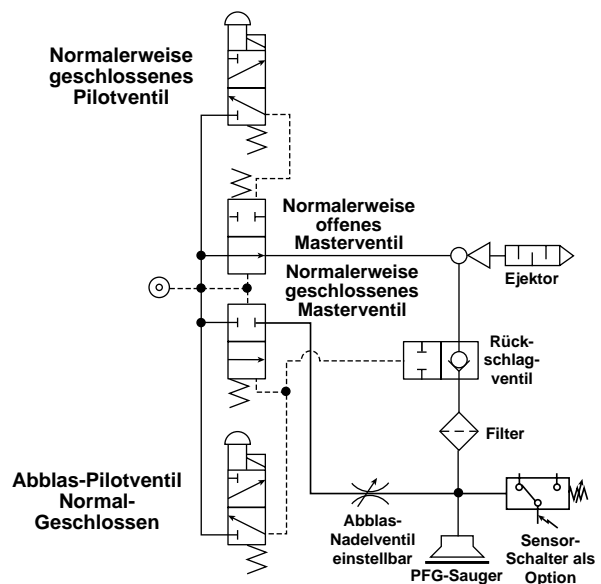 Normalerweise
geschlossenes
Pilotventil
Normalerweise
offenes
Masterventil
Normalerweise
geschlossenes
Masterventil
Ejektor
Rück-
schlag-
ventil
Filter
Abblas-Pilotventil
Normal-
Geschlossen
Abblas-
Nadelventil
einstellbar
PFG-Sauger
Sensor-
Schalter als
Option